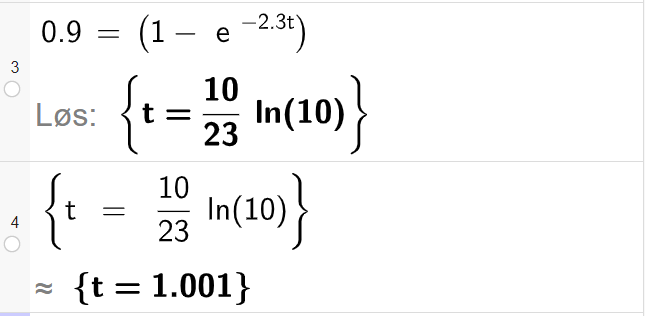 3
0.9 = (1 − e^(−2.3t))
Løs: {t = 10/23 ln(10)}
4
{t = 10/23 ln(10)}
≈ {t = 1.001}